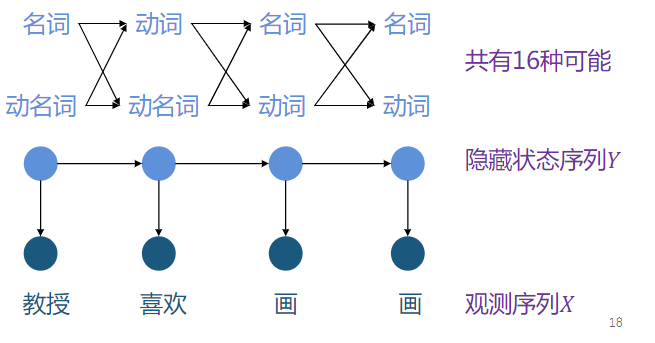 名词 动词 名词 名词
共有16种可能
动名词 动名词 动词 动词
隐藏状态序列Y
教授 喜欢 画 画 观测序列X
18